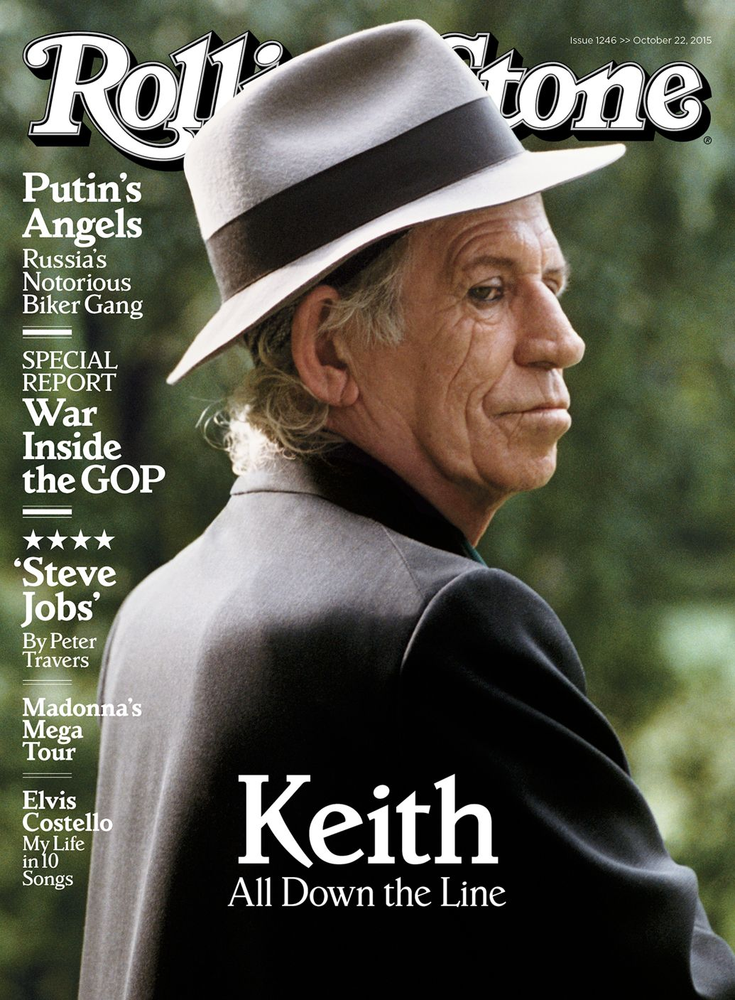 Issue 1246 >> October 22, 2015
Rolling Stone
®
Putin's
Angels
Russia's
Notorious
Biker Gang
SPECIAL
REPORT
War
Inside
the GOP
★★★★
‘Steve
Jobs’
By Peter
Travers
Madonna's
Mega
Tour
Elvis
Costello
My Life
in 10
Songs
Keith
All Down the Line